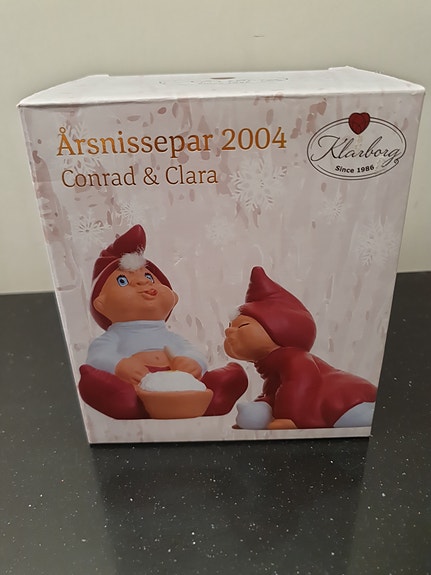 Årsnissepar 2004
Conrad & Clara
Klarborg
Since 1986